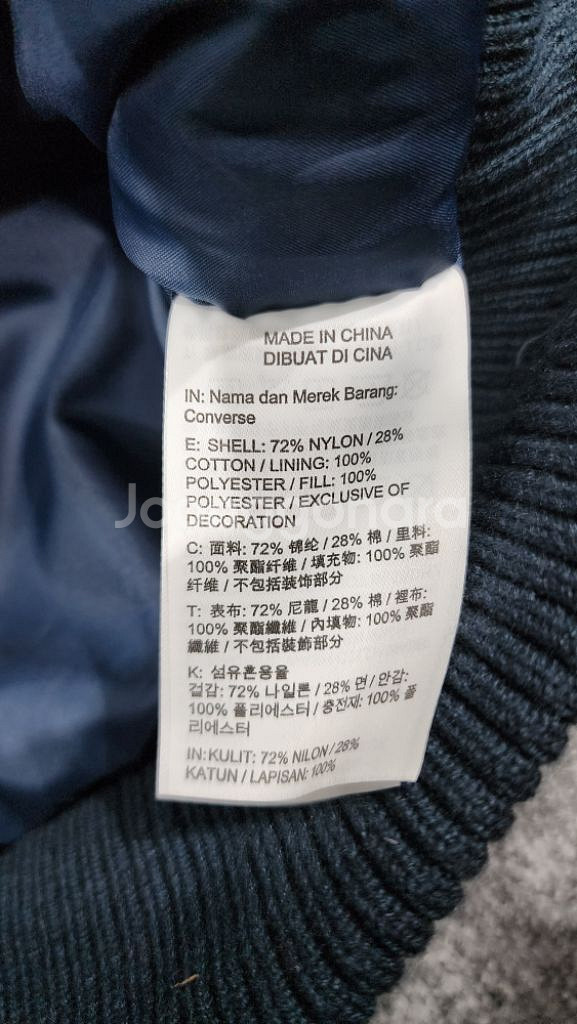 MADE IN CHINA
DIBUAT DI CINA
IN: Nama dan Merek Barang:
Converse
E: SHELL: 72% NYLON / 28%
COTTON / LINING: 100%
POLYESTER / FILL: 100%
POLYESTER / EXCLUSIVE OF
DECORATION
C: 面料: 72% 锦纶 / 28% 棉 / 里料:
100% 聚酯纤维 / 填充物: 100% 聚酯
纤维 / 不包括装饰部分
T: 表布: 72% 尼龍 / 28% 棉 / 裡布:
100% 聚酯纖維 / 內填物: 100% 聚酯
纖維 / 不包括裝飾部分
K: 섬유혼용율
겉감: 72% 나일론 / 28% 면 / 안감:
100% 폴리에스터 / 충전재: 100% 폴
리에스터
IN: KULIT: 72% NILON / 28%
KATUN / LAPISAN: 100%